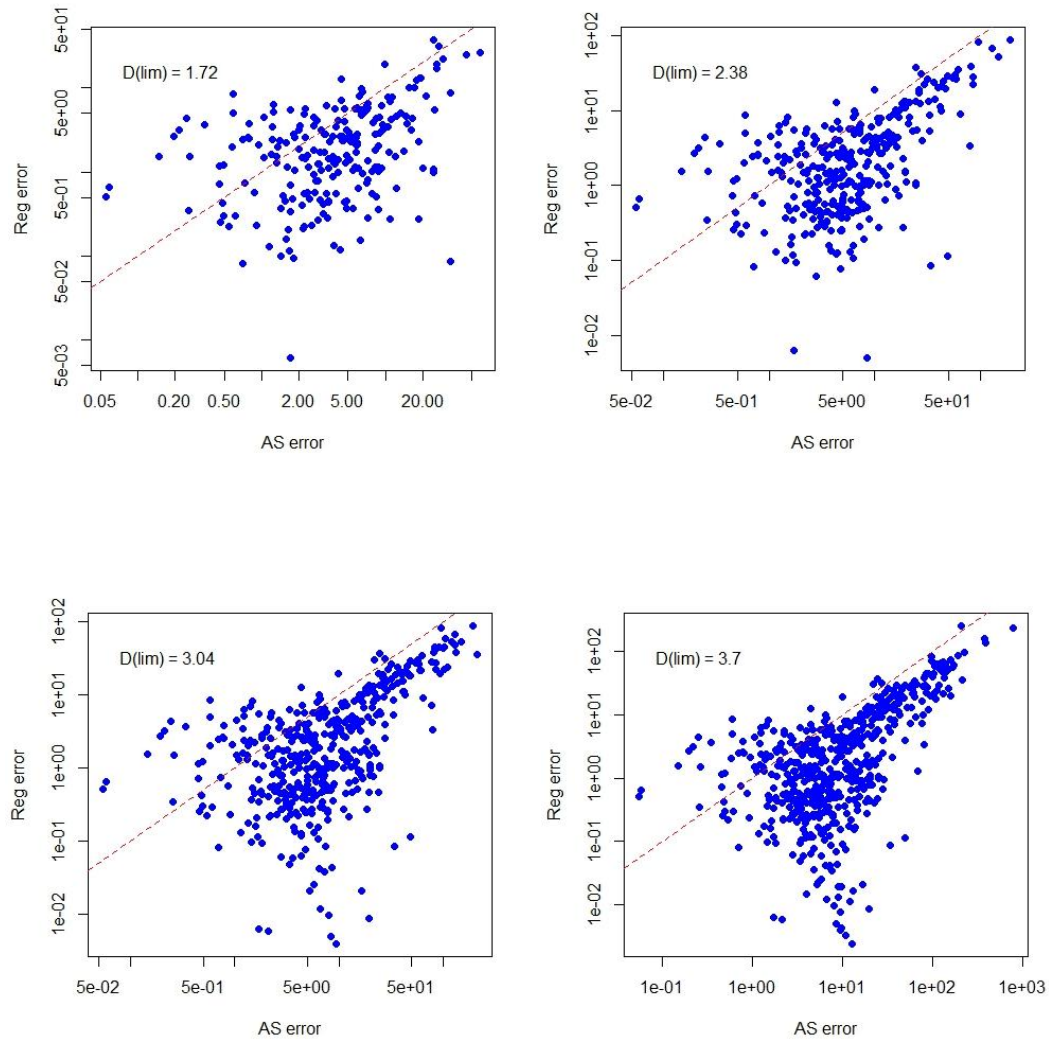 D(lim) = 1.72
Reg error
5e-03 5e-02 5e-01 5e+00 5e+01
0.05 0.20 0.50 2.00 5.00 20.00
AS error
D(lim) = 2.38
Reg error
1e-02 1e-01 1e+00 1e+01 1e+02
5e-02 5e-01 5e+00 5e+01
AS error
D(lim) = 3.04
Reg error
1e-02 1e-01 1e+00 1e+01 1e+02
5e-02 5e-01 5e+00 5e+01
AS error
D(lim) = 3.7
Reg error
1e-02 1e-01 1e+00 1e+01 1e+02
1e-01 1e+00 1e+01 1e+02 1e+03
AS error